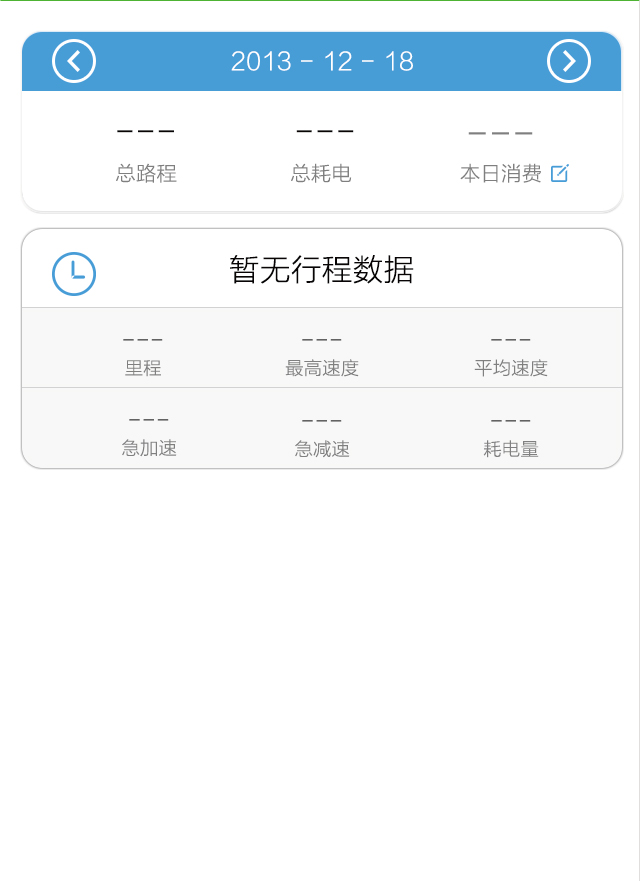 2013 - 12 - 18
--- --- ---
总路程 总耗电 本日消费
暂无行程数据
--- --- ---
里程 最高速度 平均速度
--- --- ---
急加速 急减速 耗电量